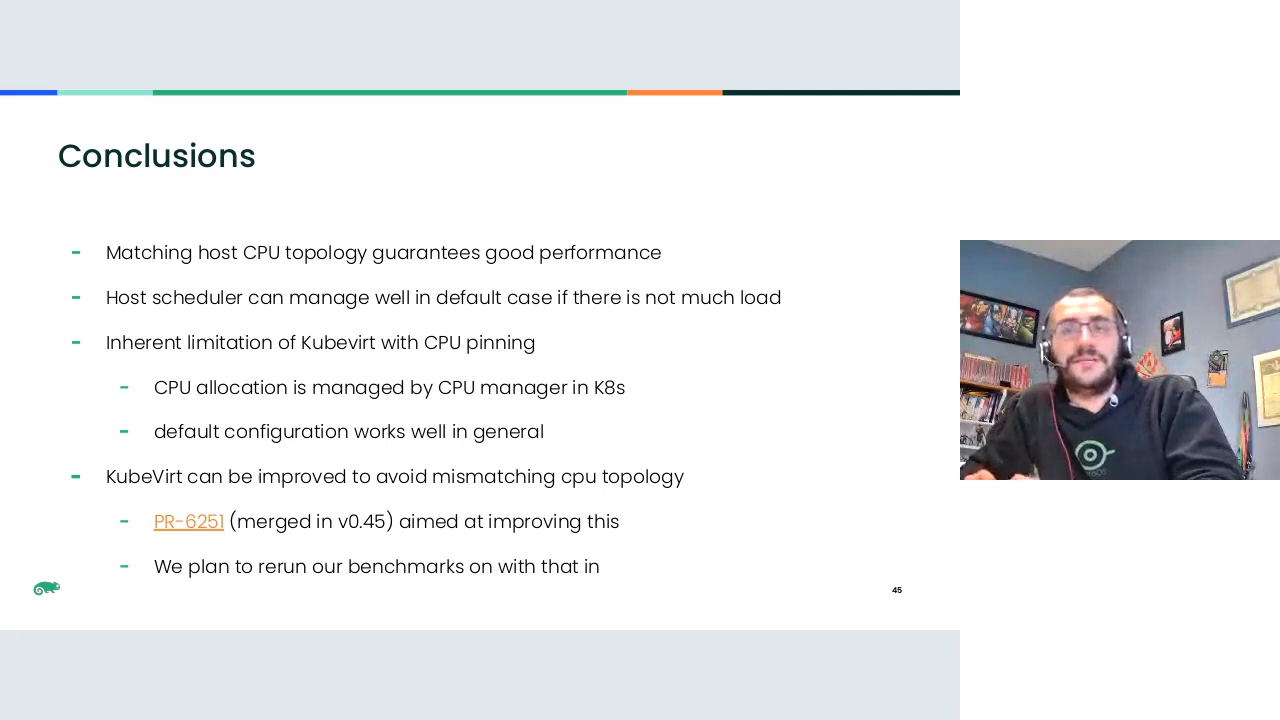 Conclusions
- Matching host CPU topology guarantees good performance
- Host scheduler can manage well in default case if there is not much load
- Inherent limitation of Kubevirt with CPU pinning
- CPU allocation is managed by CPU manager in K8s
- default configuration works well in general
- KubeVirt can be improved to avoid mismatching cpu topology
- PR-6251 (merged in v0.45) aimed at improving this
- We plan to rerun our benchmarks on with that in
45